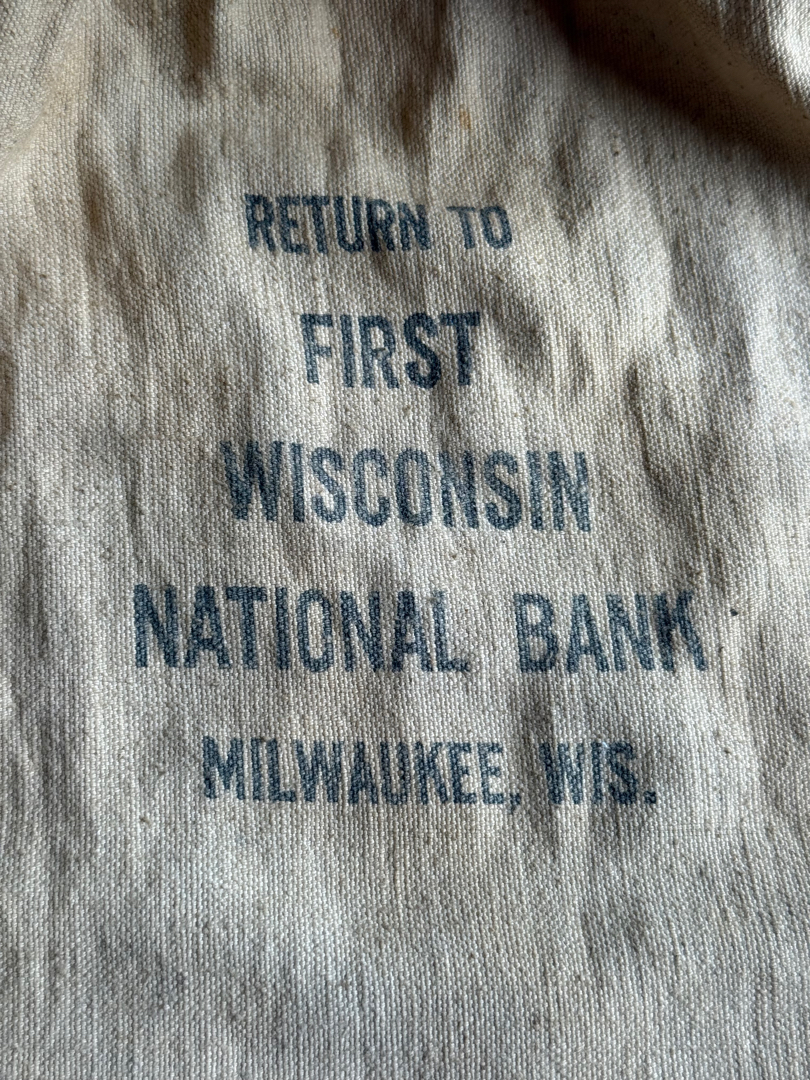 RETURN TO
FIRST
WISCONSIN
NATIONAL BANK
MILWAUKEE, WIS.